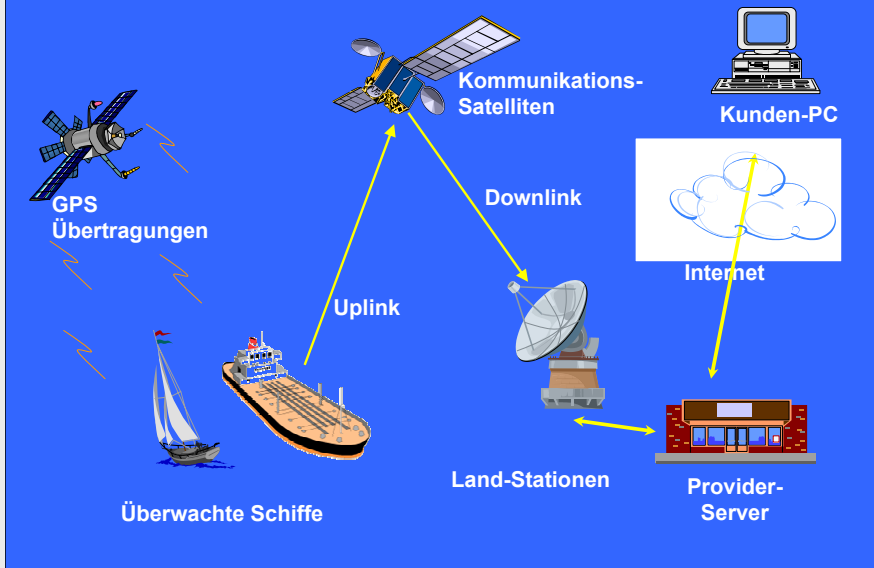 Kommunikations-
Satelliten
Kunden-PC
GPS
Übertragungen
Downlink
Internet
Uplink
Land-Stationen
Provider-
Server
Überwachte Schiffe